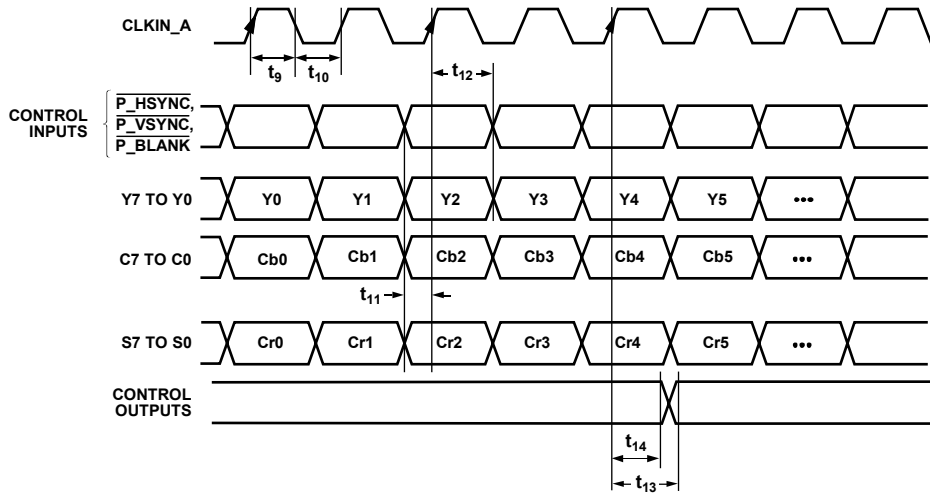 CLKIN_A
t9
t10
t12
CONTROL INPUTS
P_HSYNC,
P_VSYNC,
P_BLANK
Y7 TO Y0
Y0 Y1 Y2 Y3 Y4 Y5 •••
C7 TO C0
Cb0 Cb1 Cb2 Cb3 Cb4 Cb5 •••
t11
S7 TO S0
Cr0 Cr1 Cr2 Cr3 Cr4 Cr5 •••
CONTROL OUTPUTS
t14
t13